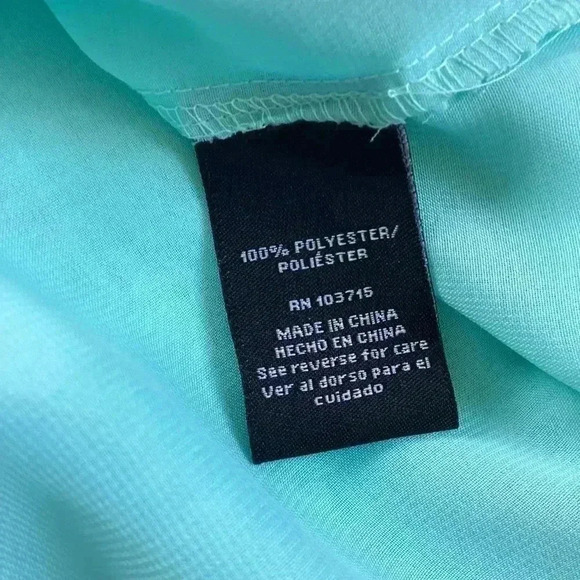 100% POLYESTER/
POLIÉSTER
RN 103715
MADE IN CHINA
HECHO EN CHINA
See reverse for care
Ver al dorso para el
cuidado